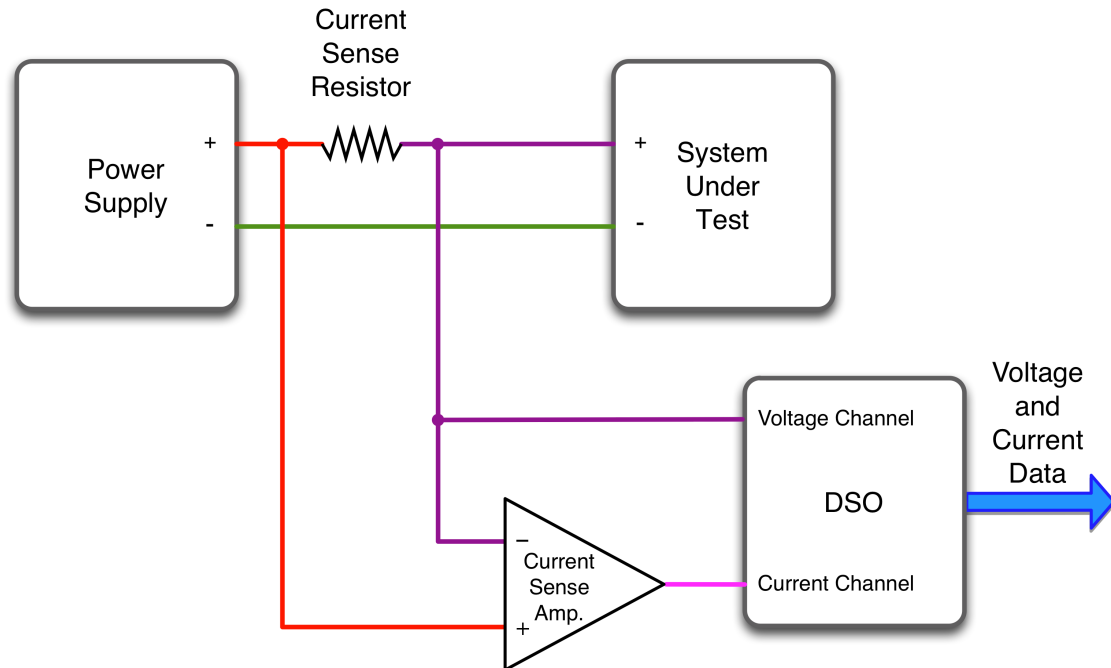 Current
Sense
Resistor
Power
Supply
+
-
+
-
System
Under
Test
Voltage Channel
DSO
Current Channel
Voltage
and
Current
Data
−
Current
Sense
Amp.
+